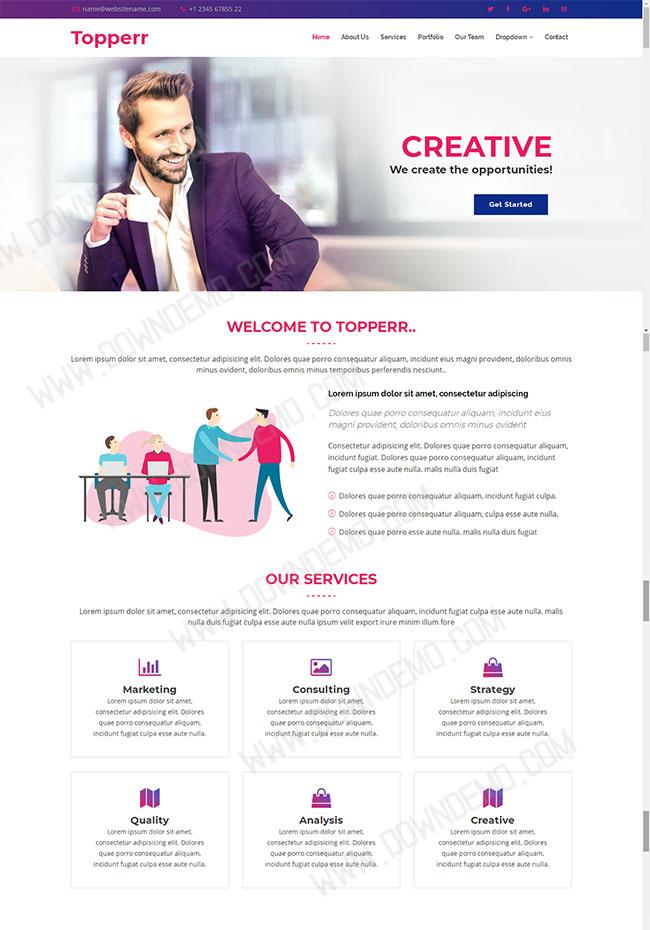 name@websitename.com +1 2345 67855 22
Topperr
Home About Us Services Portfolio Our Team Dropdown Contact
CREATIVE
We create the opportunities!
Get Started
WELCOME TO TOPPERR..
Lorem ipsum dolor sit amet, consectetur adipisicing elit. Dolores quae porro consequatur aliquam, incidunt eius magni provident, doloribus omnis
minus ovident, doloribus omnis minus temporibus perferendis nesciunt..
Lorem ipsum dolor sit amet, consectetur adipiscing
Dolores quae porro consequatur aliquam, incidunt eius
magni provident, doloribus omnis minus ovident
Consectetur adipisicing elit. Dolores quae porro consequatur aliquam,
incidunt fugiat. Dolores quae porro consequatur aliquam, incidunt
fugiat culpa esse aute nulla. malis nulla duis fugiat
Dolores quae porro consequatur aliquam, incidunt fugiat culpa.
Dolores quae porro consequatur aliquam, culpa esse aute nulla.
Dolores quae porro esse aute nulla. malis nulla duis fugiat
OUR SERVICES
Lorem ipsum dolor sit amet, consectetur adipisicing elit. Dolores quae porro consequatur aliquam, incidunt fugiat culpa esse aute nulla. malis
nulla duis fugiat culpa esse aute nulla ipsum velit export irure minim illum fore
Marketing
Lorem ipsum dolor sit amet,
consectetur adipisicing elit. Dolores
quae porro consequatur aliquam,
incidunt fugiat culpa esse aute nulla.
Consulting
Lorem ipsum dolor sit amet,
consectetur adipisicing elit. Dolores
quae porro consequatur aliquam,
incidunt fugiat culpa esse aute nulla.
Strategy
Lorem ipsum dolor sit amet,
consectetur adipisicing elit. Dolores
quae porro consequatur aliquam,
incidunt fugiat culpa esse aute nulla.
Quality
Lorem ipsum dolor sit amet,
consectetur adipisicing elit. Dolores
quae porro consequatur aliquam,
incidunt fugiat culpa esse aute nulla.
Analysis
Lorem ipsum dolor sit amet,
consectetur adipisicing elit. Dolores
quae porro consequatur aliquam,
incidunt fugiat culpa esse aute nulla.
Creative
Lorem ipsum dolor sit amet,
consectetur adipisicing elit. Dolores
quae porro consequatur aliquam,
incidunt fugiat culpa esse aute nulla.
WWW.DOWNDEMO.COM
WWW.DOWNDEMO.COM
WWW.DOWNDEMO.COM
WWW.DOWNDEMO.COM
WWW.DOWNDEMO.COM
WWW.DOWNDEMO.COM